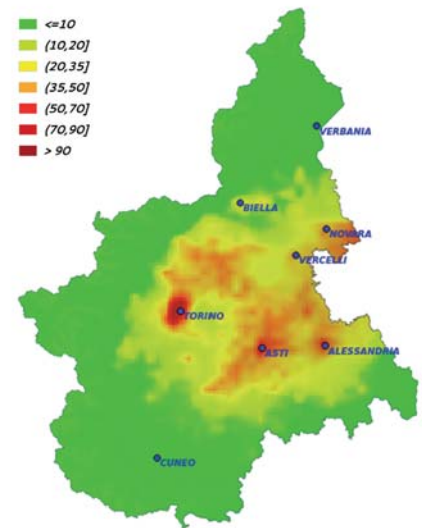 <=10
(10,20]
(20,35]
(35,50]
(50,70]
(70,90]
> 90
VERBANIA
BIELLA
NOVARA
VERCELLI
TORINO
ASTI
ALESSANDRIA
CUNEO